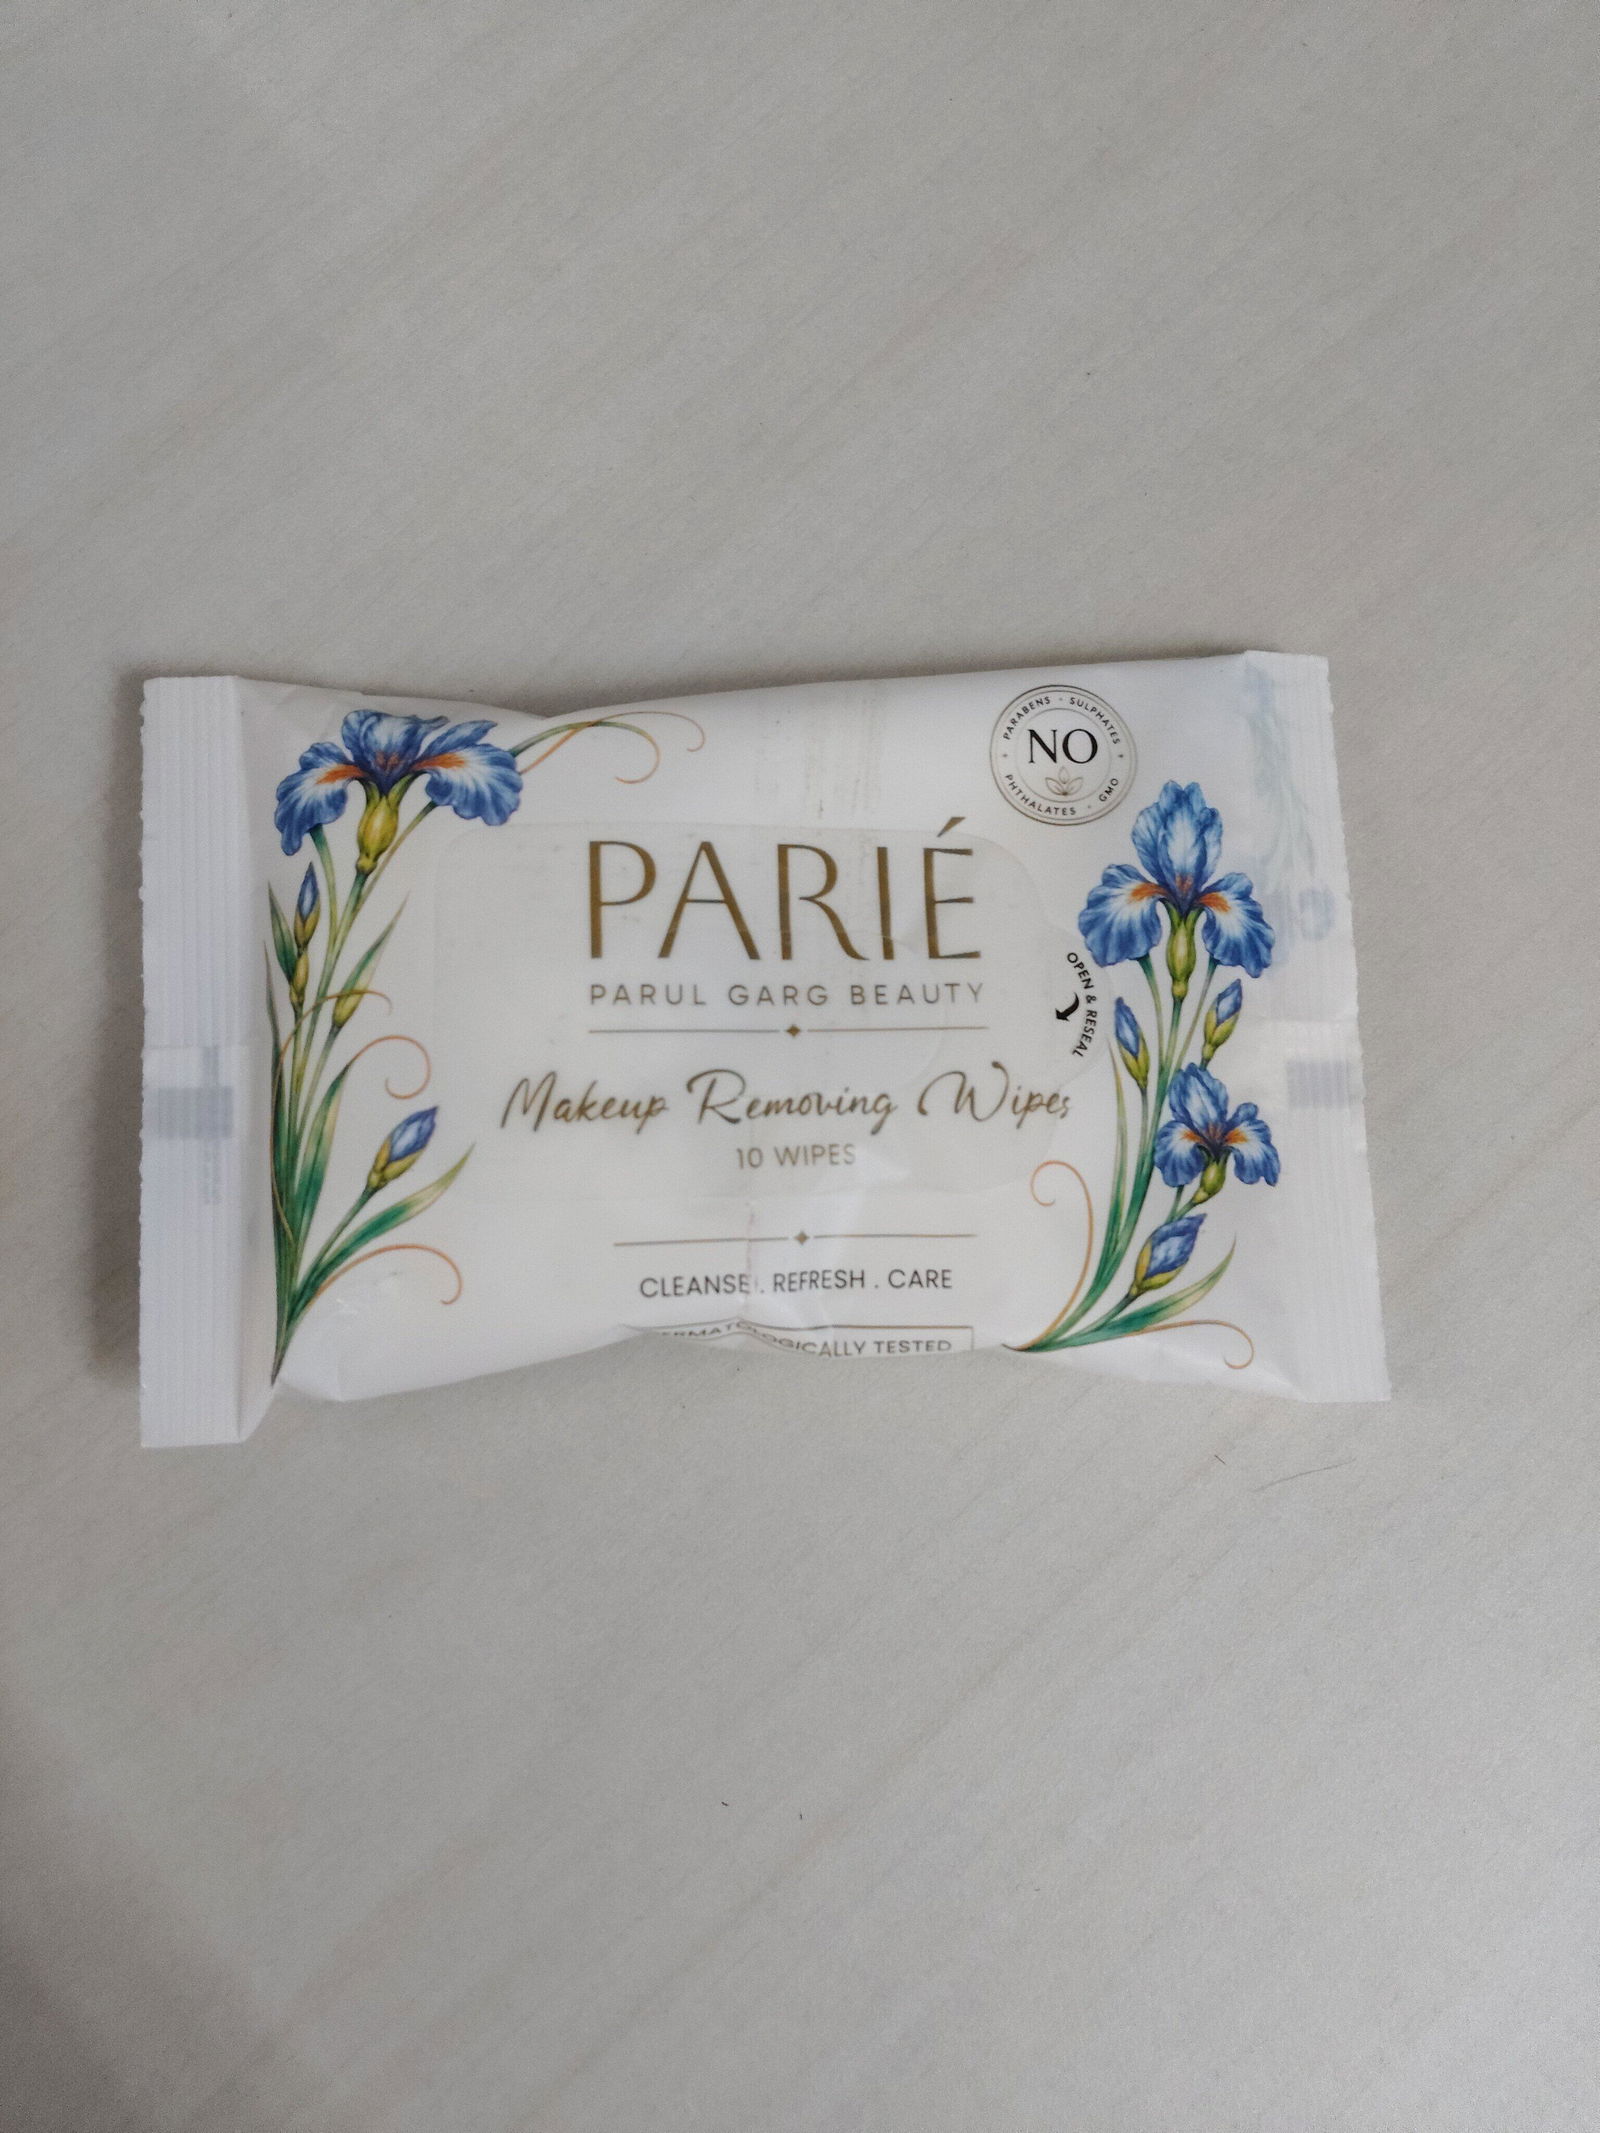 PARABENS · SULPHATES
NO
PHTHALATES · GMO
PARIÉ
PARUL GARG BEAUTY
OPEN & RESEAL
Makeup Removing Wipes
10 WIPES
CLEANSE . REFRESH . CARE
TESTED